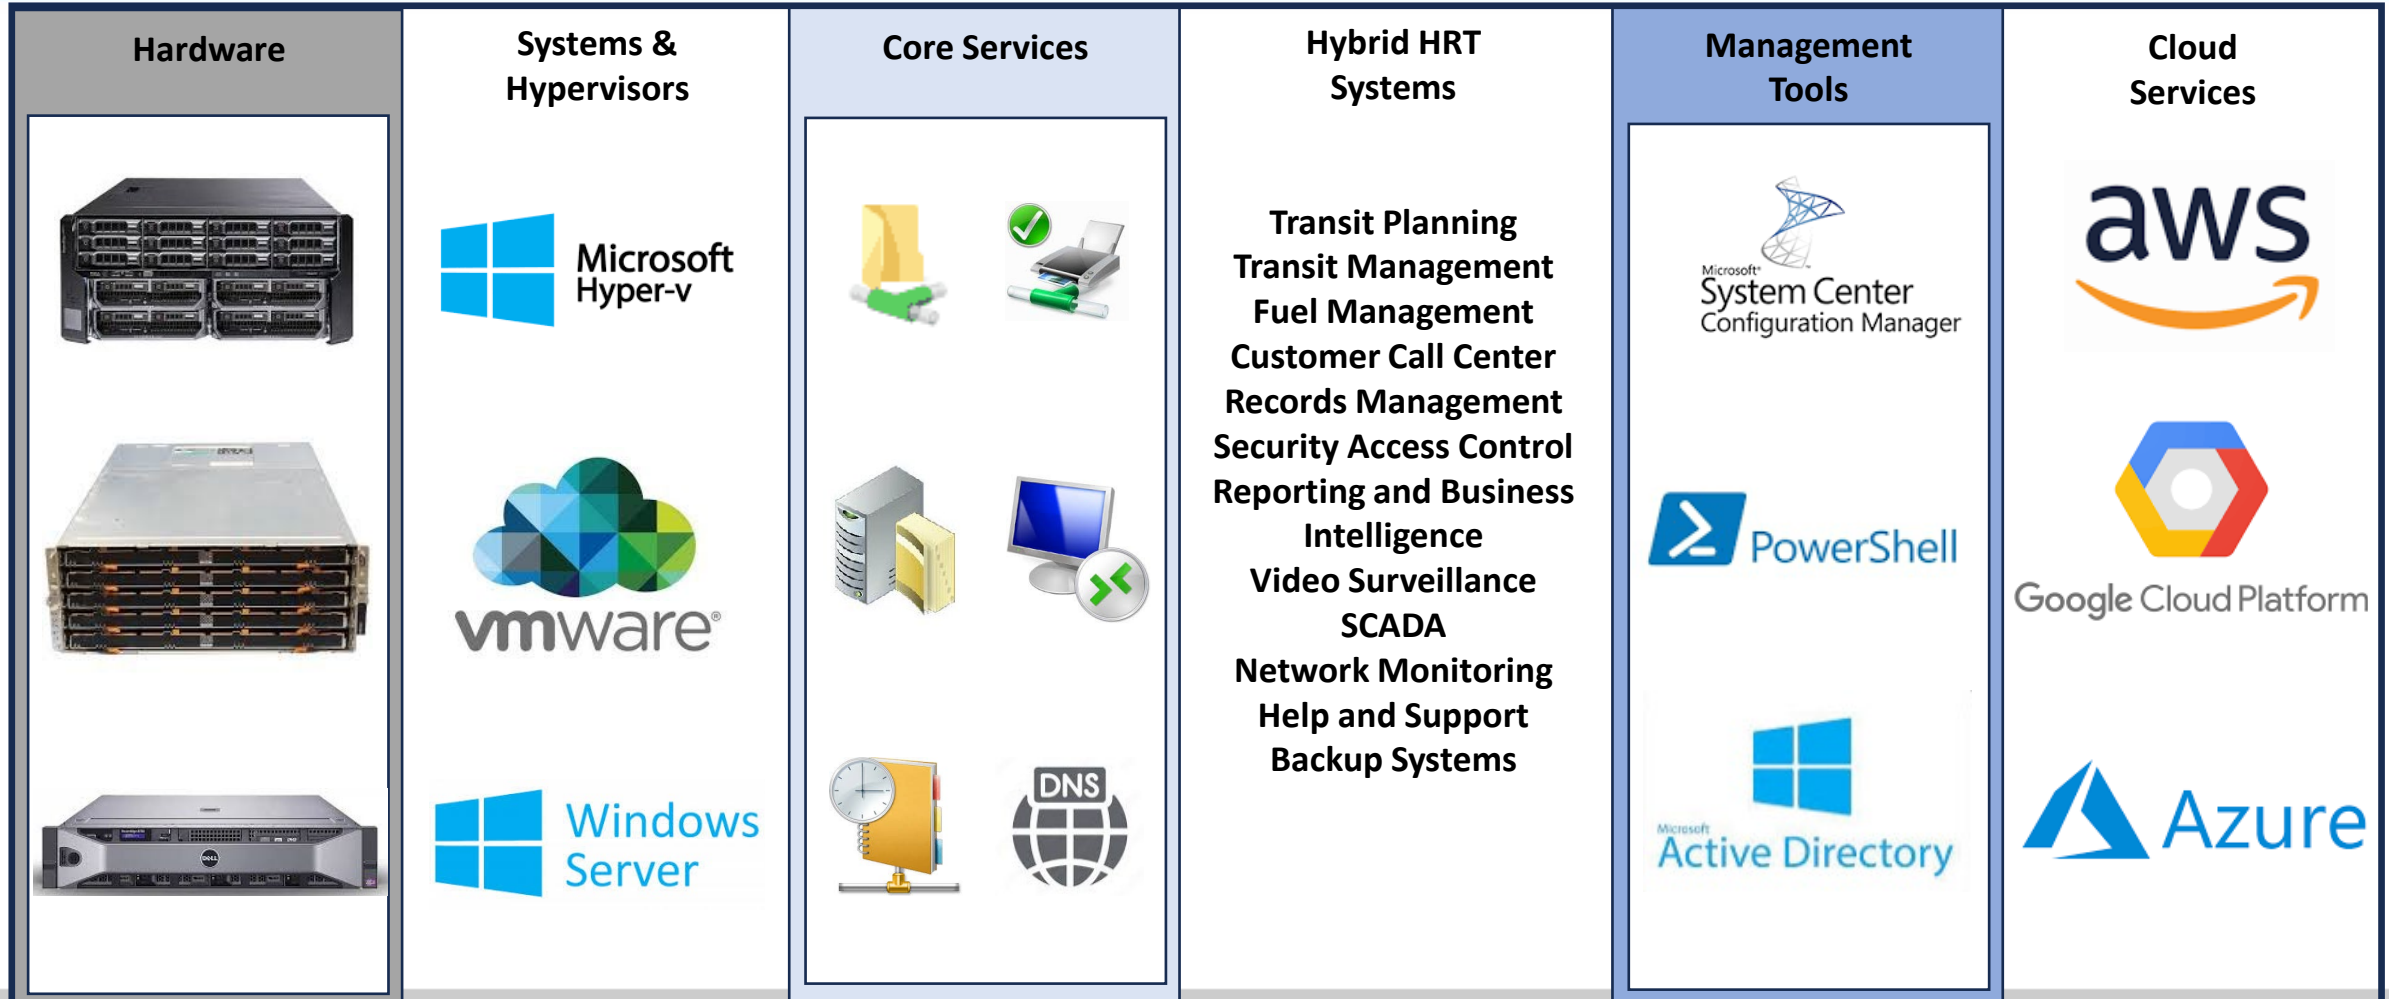 Hardware
Systems &
Hypervisors
Core Services
Hybrid HRT
Systems
Management
Tools
Cloud
Services
Microsoft
Hyper-v
vmware®
Windows
Server
DELL
DNS
Transit Planning
Transit Management
Fuel Management
Customer Call Center
Records Management
Security Access Control
Reporting and Business
Intelligence
Video Surveillance
SCADA
Network Monitoring
Help and Support
Backup Systems
Microsoft®
System Center
Configuration Manager
PowerShell
Microsoft
Active Directory
aws
Google Cloud Platform
Azure